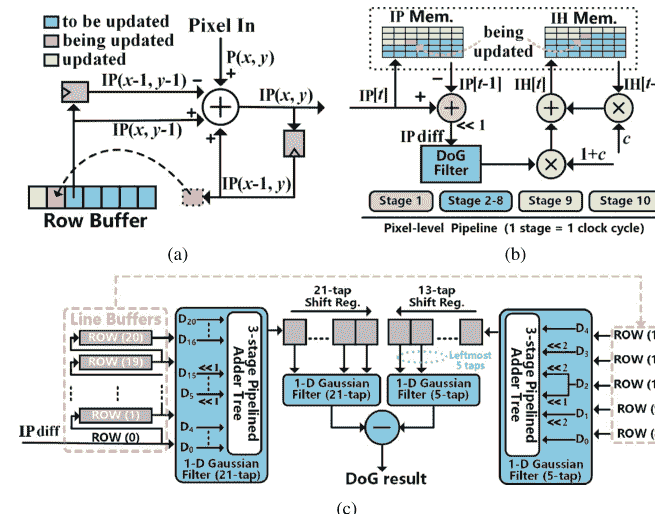 (a)
to be updated
being updated
updated
Pixel In
P(x, y)
+
IP(x-1, y-1)
−
IP(x, y)
+
IP(x, y-1)
+
+
IP(x-1, y)
Row Buffer
(b)
IP Mem.
IH Mem.
being
updated
IP[t]
+
−
IP[t-1]
+
<< 1
IP diff
DoG
Filter
IH[t]
+
×
c
1+c
×
Stage 1
Stage 2-8
Stage 9
Stage 10
Pixel-level Pipeline (1 stage = 1 clock cycle)
(a)
(b)
Line Buffers
ROW (20)
ROW (19)
ROW (1)
ROW (0)
IP diff
D20
D16
D15
<< 1
D5
<< 1
D4
D0
3-stage Pipelined
Adder Tree
1-D Gaussian
Filter (21-tap)
21-tap
Shift Reg.
13-tap
Shift Reg.
Leftmost
5 taps
1-D Gaussian
Filter (21-tap)
1-D Gaussian
Filter (5-tap)
−
DoG result
3-stage Pipelined
Adder Tree
D4
<< 2
D3
<< 2
D2
<< 1
D1
<< 2
D0
1-D Gaussian
Filter (5-tap)
(c)